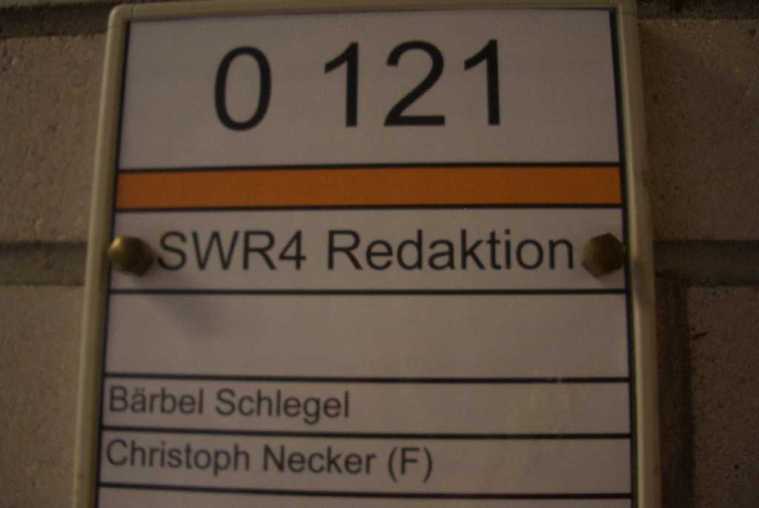 0 121
SWR4 Redaktion
Bärbel Schlegel
Christoph Necker (F)